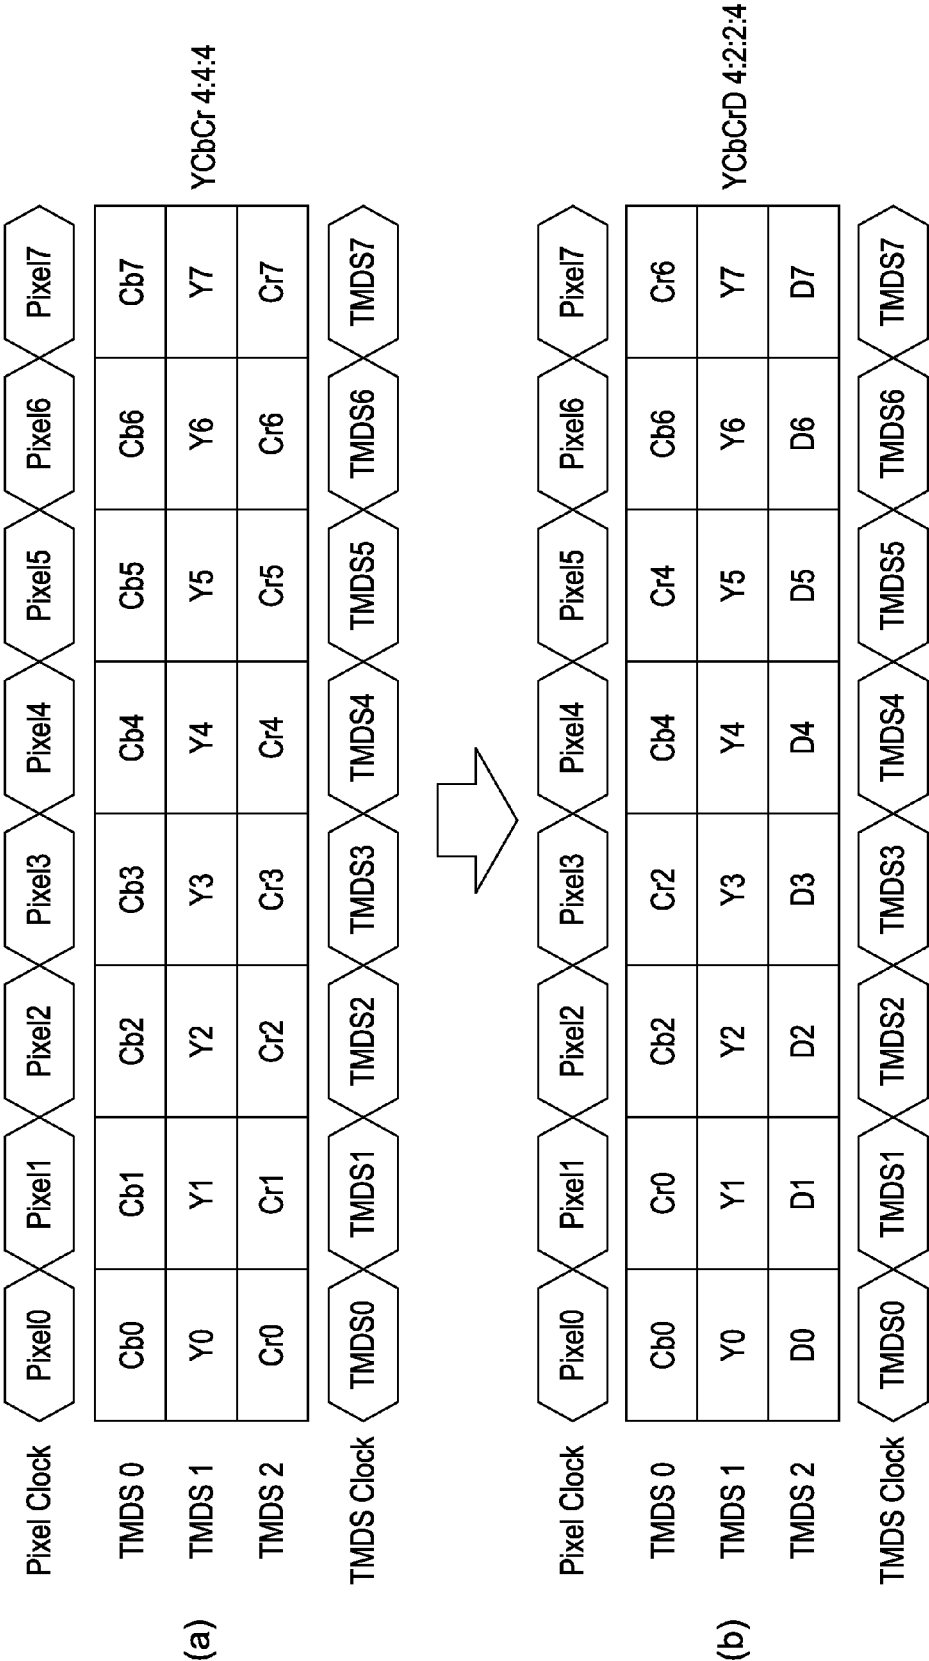 (a)
Pixel Clock Pixel0 Pixel1 Pixel2 Pixel3 Pixel4 Pixel5 Pixel6 Pixel7
TMDS 0 Cb0 Cb1 Cb2 Cb3 Cb4 Cb5 Cb6 Cb7
TMDS 1 Y0 Y1 Y2 Y3 Y4 Y5 Y6 Y7 YCbCr 4:4:4
TMDS 2 Cr0 Cr1 Cr2 Cr3 Cr4 Cr5 Cr6 Cr7
TMDS Clock TMDS0 TMDS1 TMDS2 TMDS3 TMDS4 TMDS5 TMDS6 TMDS7
(b)
Pixel Clock Pixel0 Pixel1 Pixel2 Pixel3 Pixel4 Pixel5 Pixel6 Pixel7
TMDS 0 Cb0 Cr0 Cb2 Cr2 Cb4 Cr4 Cb6 Cr6
TMDS 1 Y0 Y1 Y2 Y3 Y4 Y5 Y6 Y7 YCbCrD 4:2:2:4
TMDS 2 D0 D1 D2 D3 D4 D5 D6 D7
TMDS Clock TMDS0 TMDS1 TMDS2 TMDS3 TMDS4 TMDS5 TMDS6 TMDS7